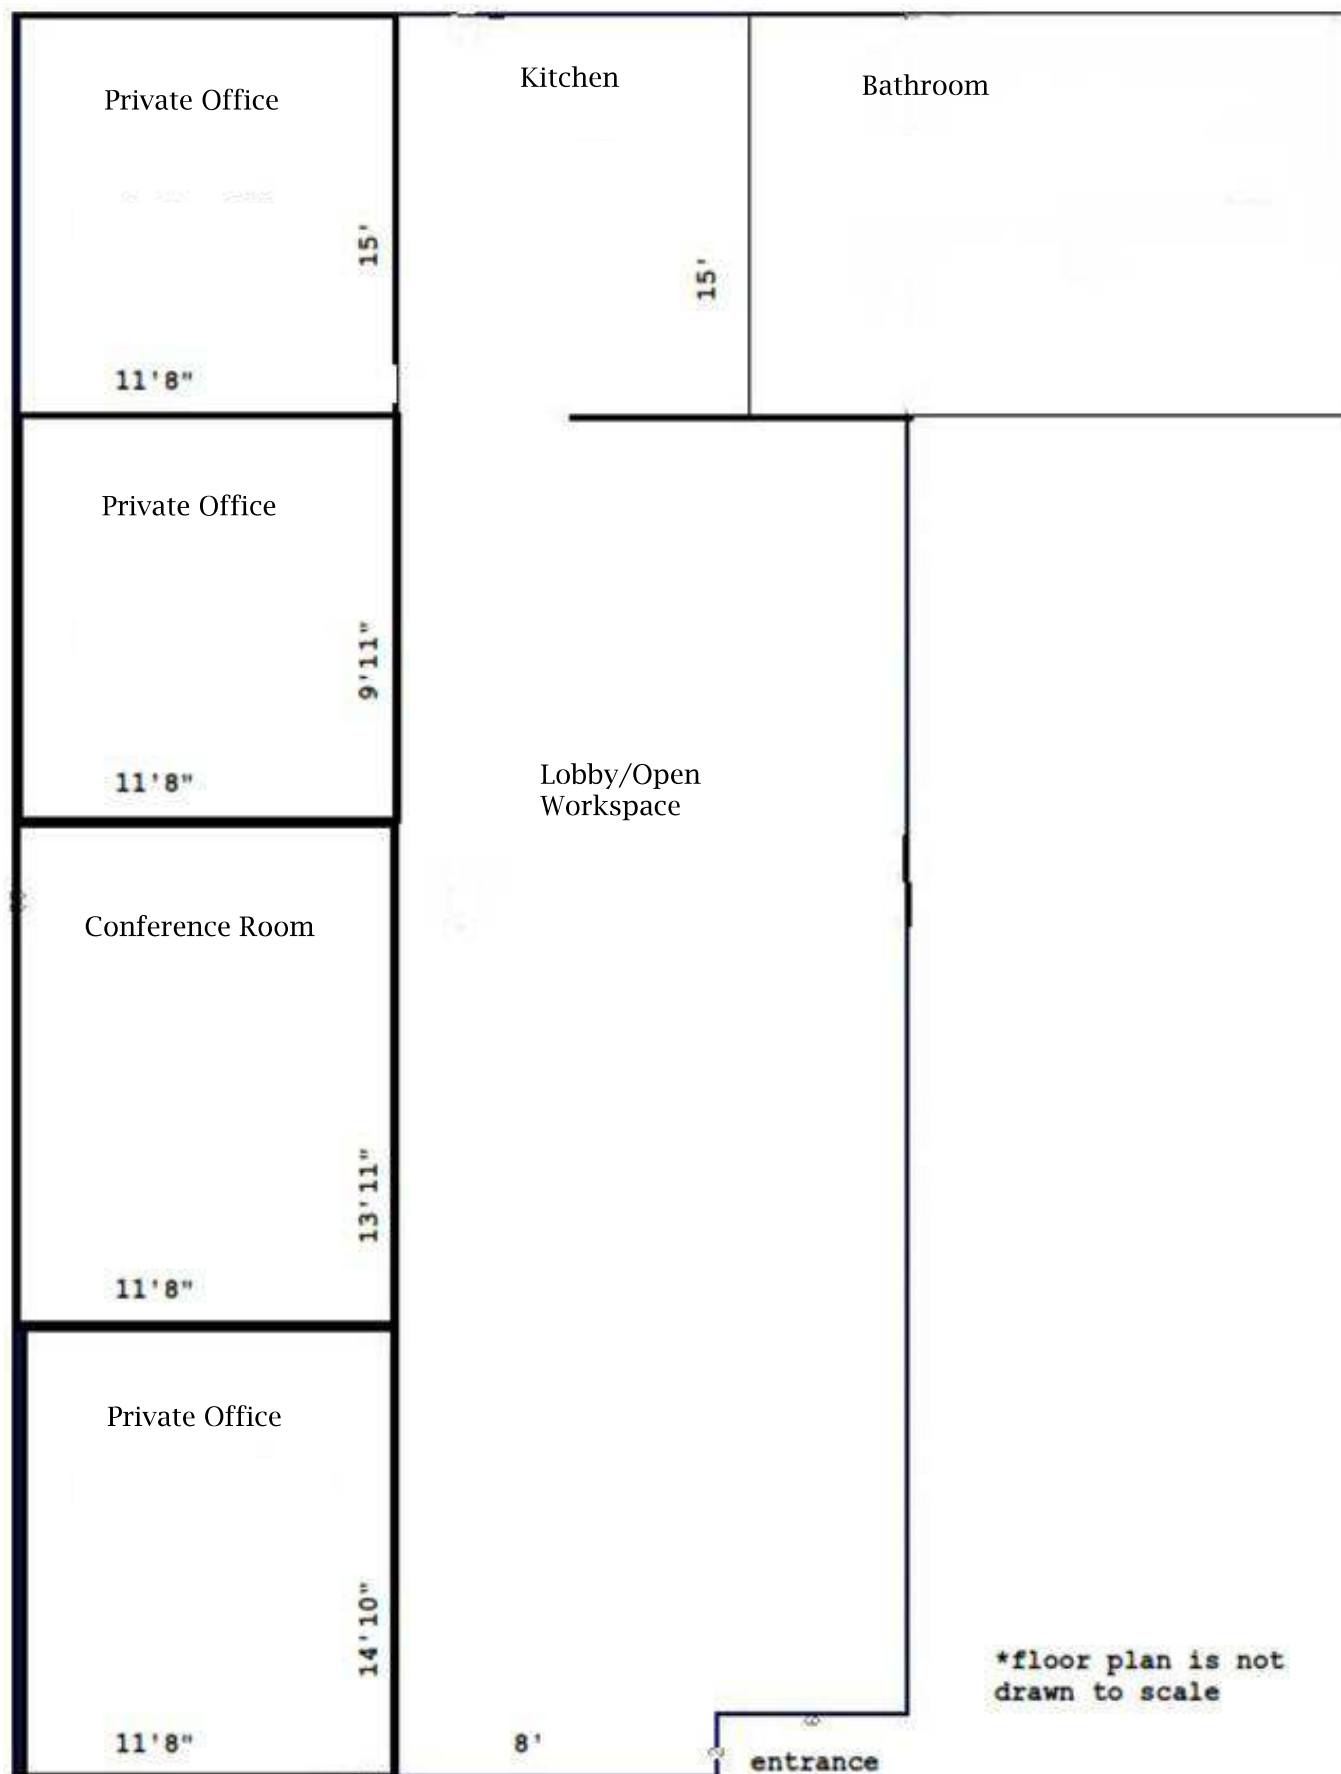 Private Office
Kitchen
Bathroom
15'
15'
11'8"
Private Office
9'11"
11'8"
Lobby/Open
Workspace
Conference Room
13'11"
11'8"
Private Office
14'10"
11'8"
8'
6
2
entrance
*floor plan is not
drawn to scale